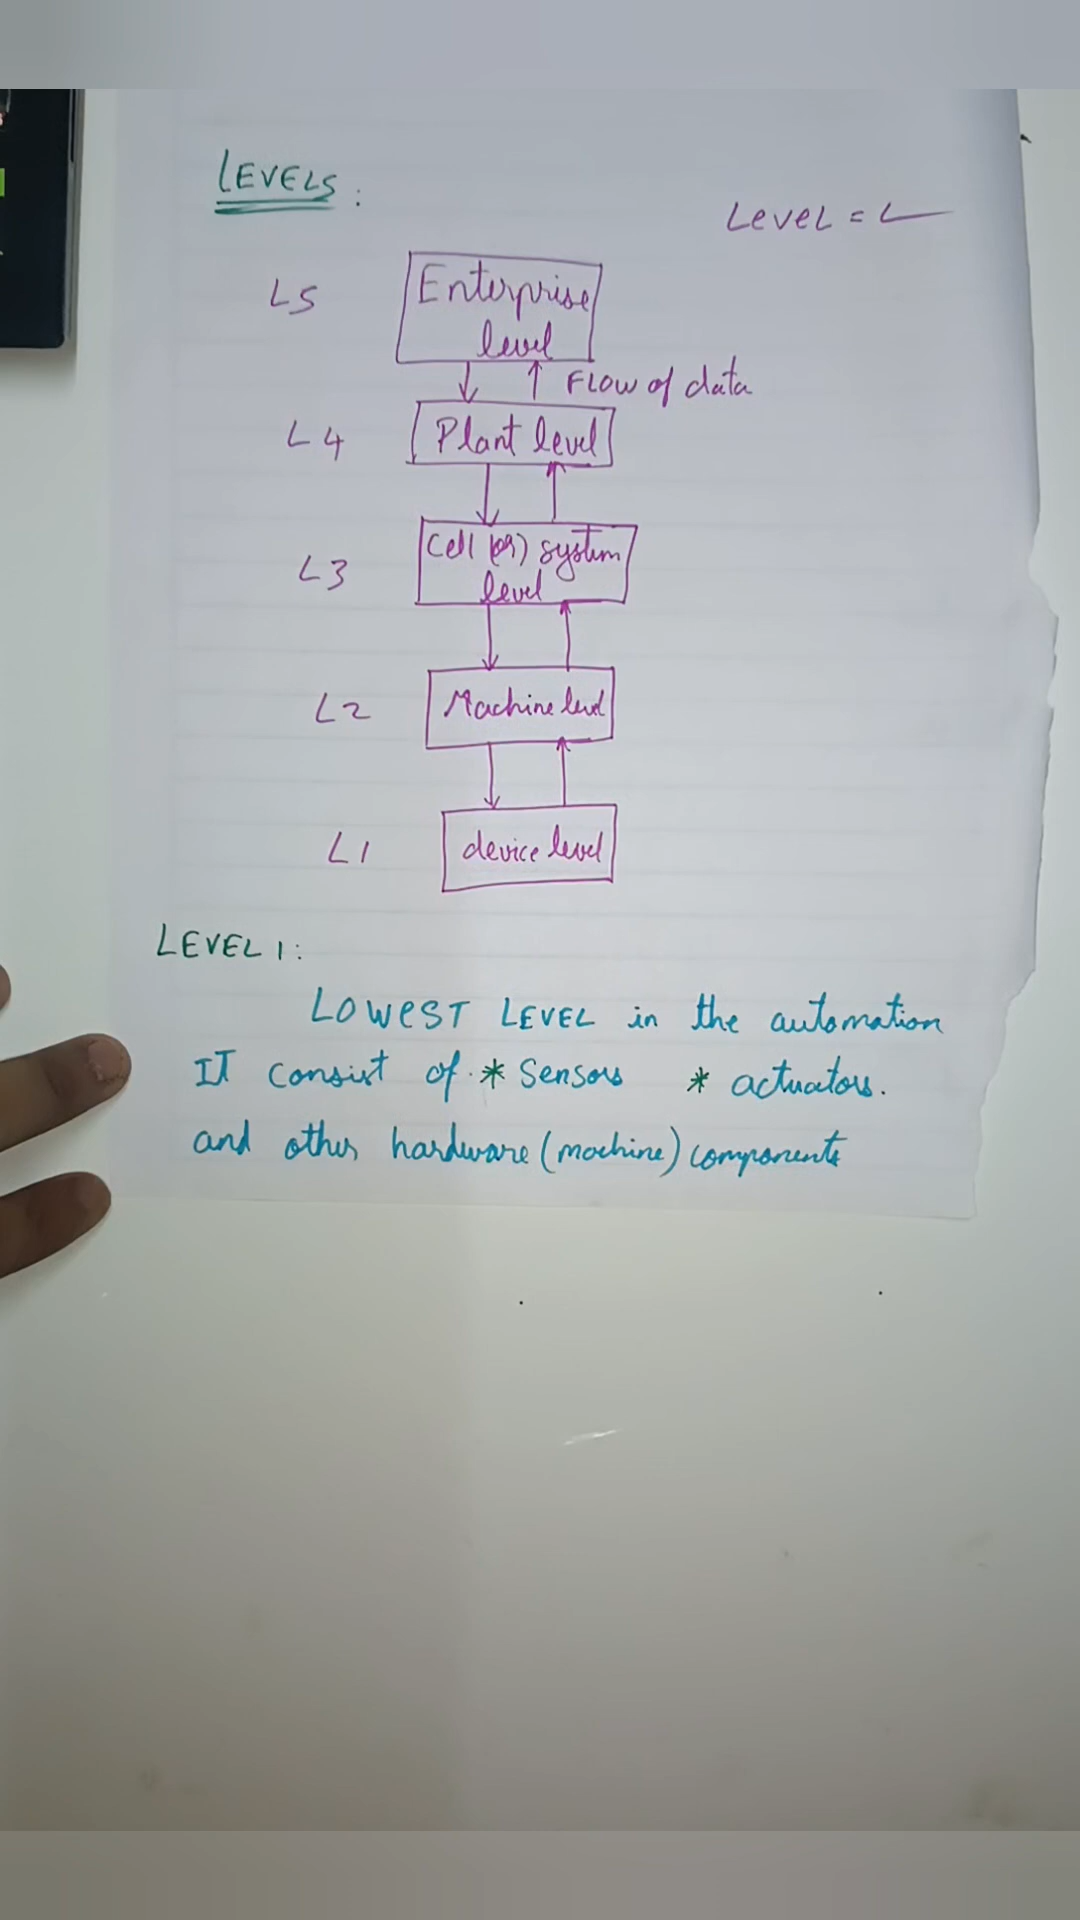 LEVELS :
Level = L
L5 Enterprise
level
Flow of data
L4 Plant level
L3 Cell (or) system
level
L2 Machine level
L1 device level
LEVEL 1:
LOWEST LEVEL in the automation
It consist of * Sensors * actuators.
and other hardware (machine) components